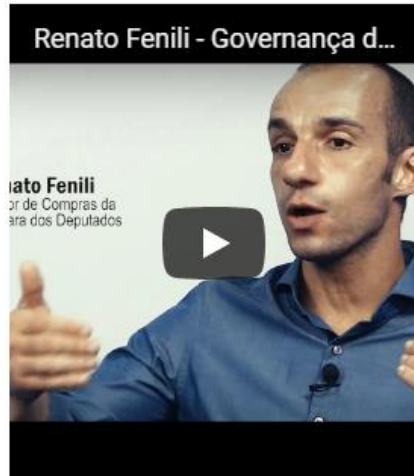 Renato Fenili - Governança d...
nato Fenili
or de Compras da
ara dos Deputados